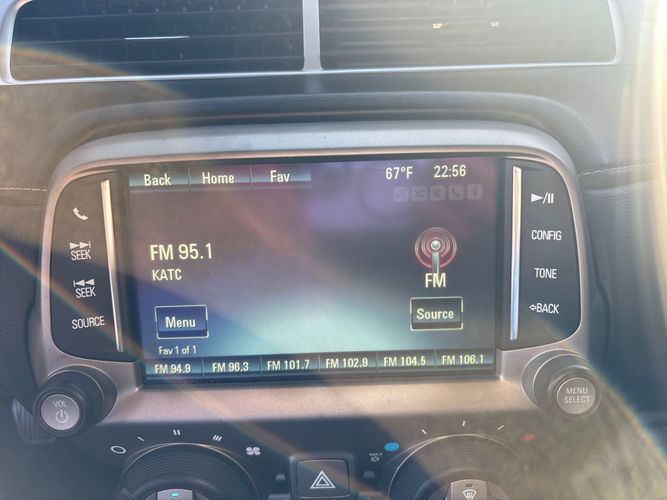 Back Home Fav 67°F 22:56
SEEK
SEEK
SOURCE
FM 95.1
KATC
FM
Menu
Source
Fav 1 of 1
FM 94.9 FM 96.3 FM 101.7 FM 102.9 FM 104.5 FM 106.1
CONFIG
TONE
BACK
VOL
MENU
SELECT
MAX